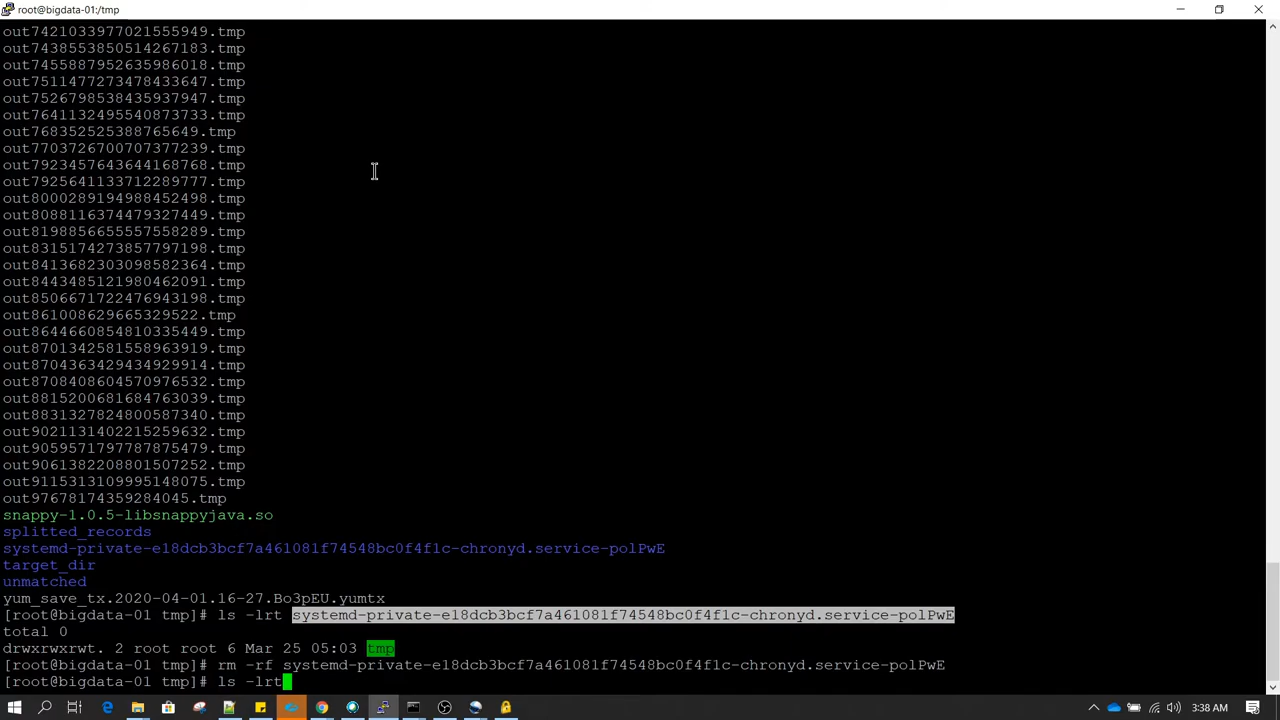 root@bigdata-01:/tmp
out7421033977021555949.tmp
out7438553850514267183.tmp
out7455887952635986018.tmp
out7511477273478433647.tmp
out7526798538435937947.tmp
out7641132495540873733.tmp
out768352525388765649.tmp
out7703726700707377239.tmp
out7923457643644168768.tmp
out7925641133712289777.tmp
out8000289194988452498.tmp
out8088116374479327449.tmp
out8198856655557558289.tmp
out8315174273857797198.tmp
out8413682303098582364.tmp
out8443485121980462091.tmp
out8506671722476943198.tmp
out861008629665329522.tmp
out8644660854810335449.tmp
out8701342581558963919.tmp
out8704363429434929914.tmp
out8708408604570976532.tmp
out8815200681684763039.tmp
out8831327824800587340.tmp
out9021131402215259632.tmp
out9059571797787875479.tmp
out9061382208801507252.tmp
out9115313109995148075.tmp
out97678174359284045.tmp
snappy-1.0.5-libsnappyjava.so
splitted_records
systemd-private-e18dcb3bcf7a461081f74548bc0f4f1c-chronyd.service-polPwE
target_dir
unmatched
yum_save_tx.2020-04-01.16-27.Bo3pEU.yumtx
[root@bigdata-01 tmp]# ls -lrt systemd-private-e18dcb3bcf7a461081f74548bc0f4f1c-chronyd.service-polPwE
total 0
drwxrwxrwt. 2 root root 6 Mar 25 05:03 tmp
[root@bigdata-01 tmp]# rm -rf systemd-private-e18dcb3bcf7a461081f74548bc0f4f1c-chronyd.service-polPwE
[root@bigdata-01 tmp]# ls -lrt
3:38 AM